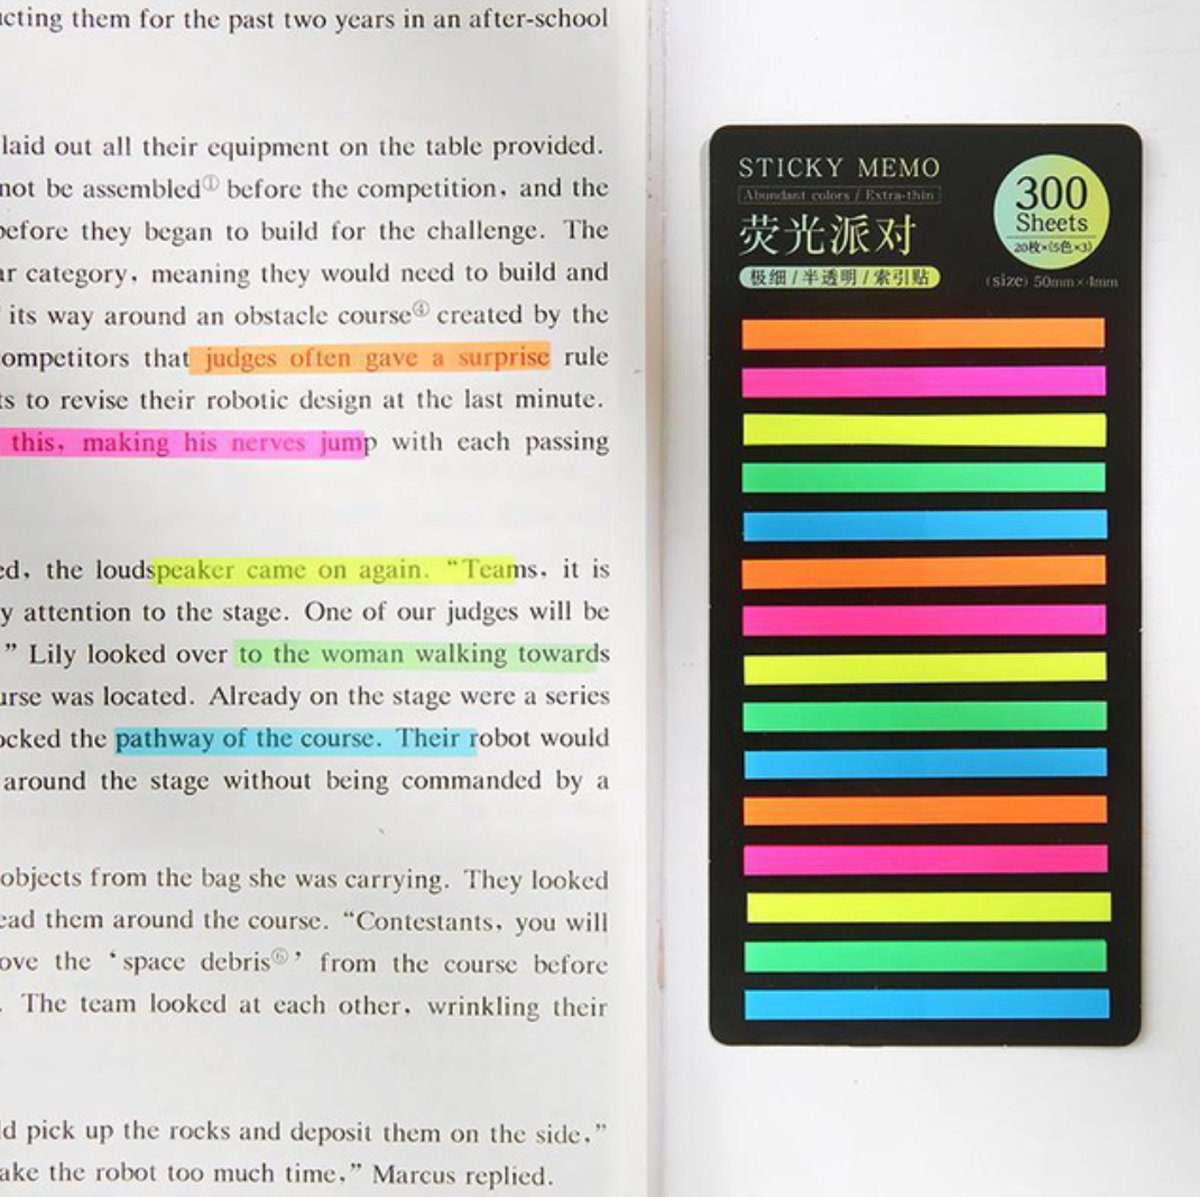 cting them for the past two years in an after-school
laid out all their equipment on the table provided.
not be assembled① before the competition, and the
before they began to build for the challenge. The
ar category, meaning they would need to build and
its way around an obstacle course④ created by the
ompetitors that judges often gave a surprise rule
ts to revise their robotic design at the last minute.
this, making his nerves jump with each passing
ed, the loudspeaker came on again. “Teams, it is
y attention to the stage. One of our judges will be
” Lily looked over to the woman walking towards
urse was located. Already on the stage were a series
ocked the pathway of the course. Their robot would
around the stage without being commanded by a
objects from the bag she was carrying. They looked
ead them around the course. “Contestants, you will
ove the ‘space debris⑥’ from the course before
. The team looked at each other, wrinkling their
ld pick up the rocks and deposit them on the side,”
ake the robot too much time,” Marcus replied.
STICKY MEMO
Abundant colors / Extra-thin
荧光派对
极细/半透明/索引贴
300
Sheets
20枚×(5色×3)
(size) 50mm×4mm